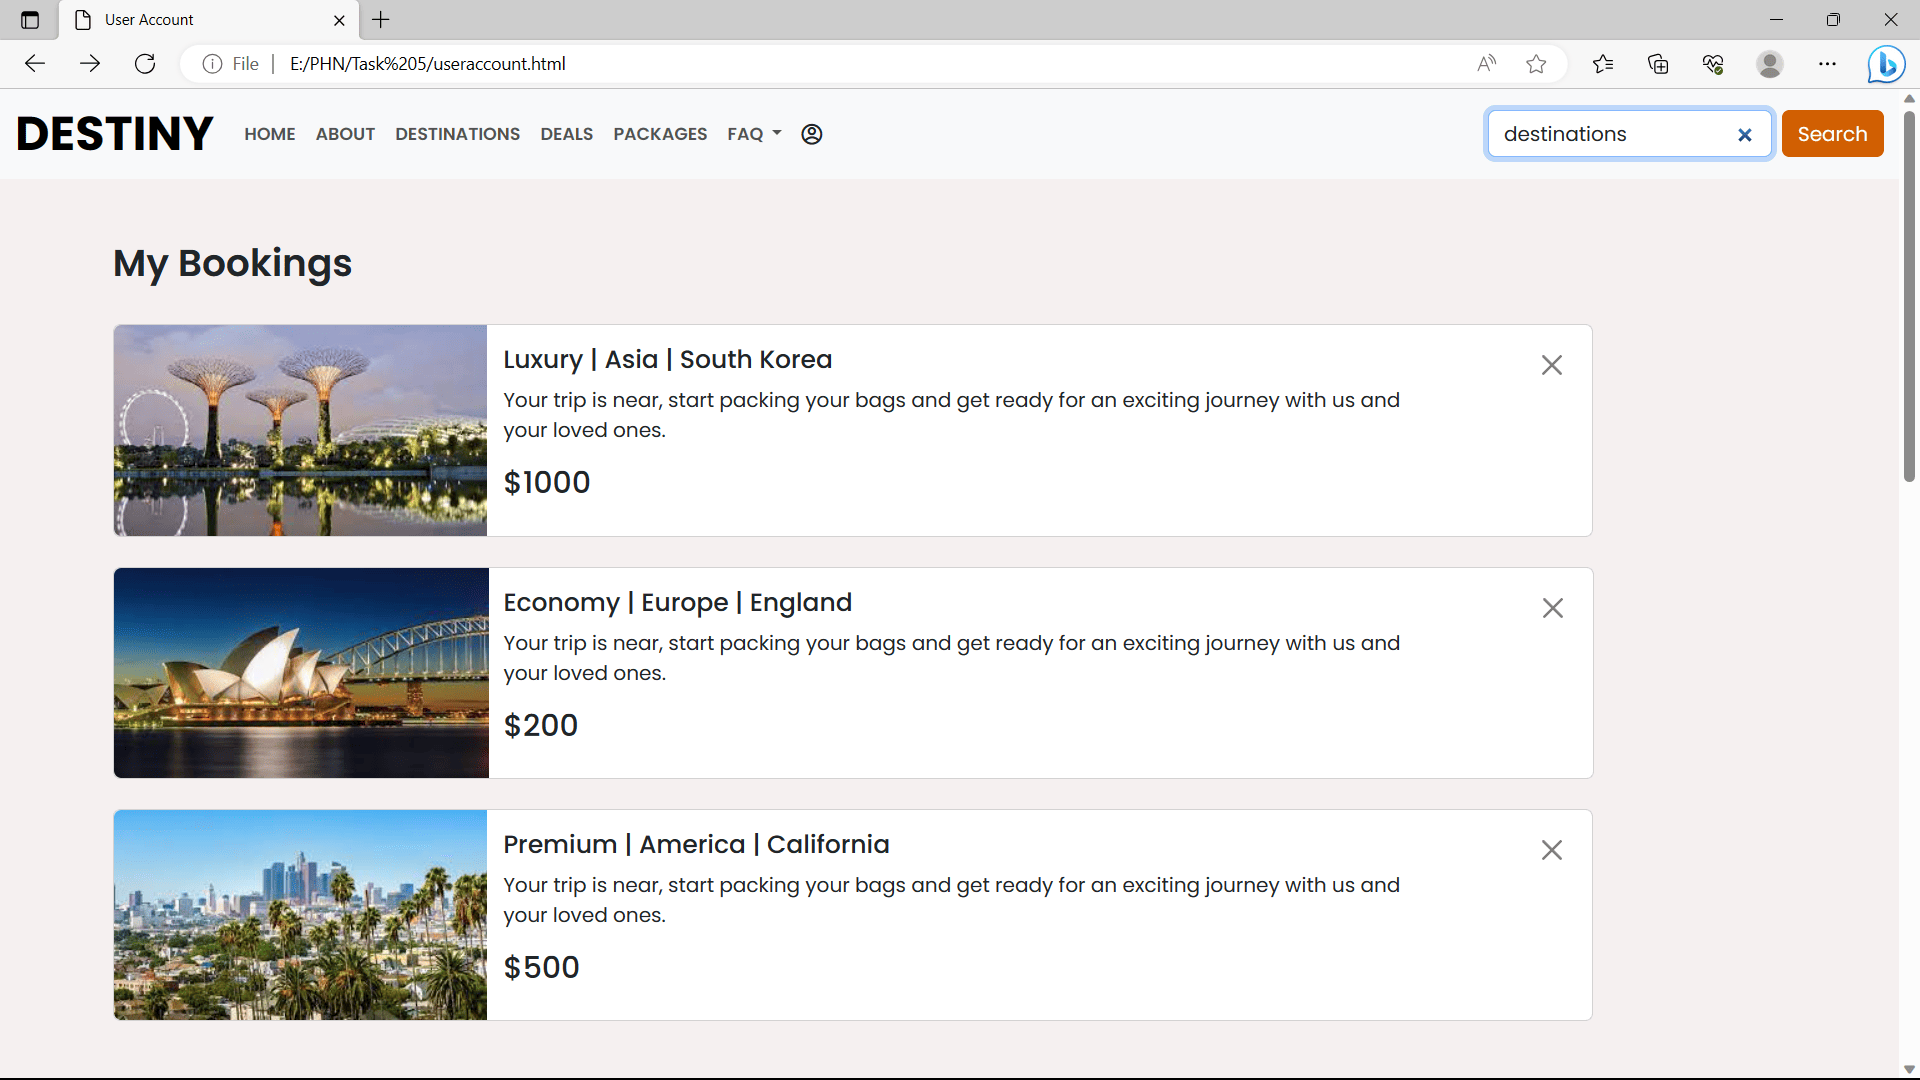 User Account
File
E:/PHN/Task%205/useraccount.html
DESTINY
HOME ABOUT DESTINATIONS DEALS PACKAGES FAQ
destinations
Search
My Bookings
Luxury | Asia | South Korea
Your trip is near, start packing your bags and get ready for an exciting journey with us and
your loved ones.
$1000
Economy | Europe | England
Your trip is near, start packing your bags and get ready for an exciting journey with us and
your loved ones.
$200
Premium | America | California
Your trip is near, start packing your bags and get ready for an exciting journey with us and
your loved ones.
$500